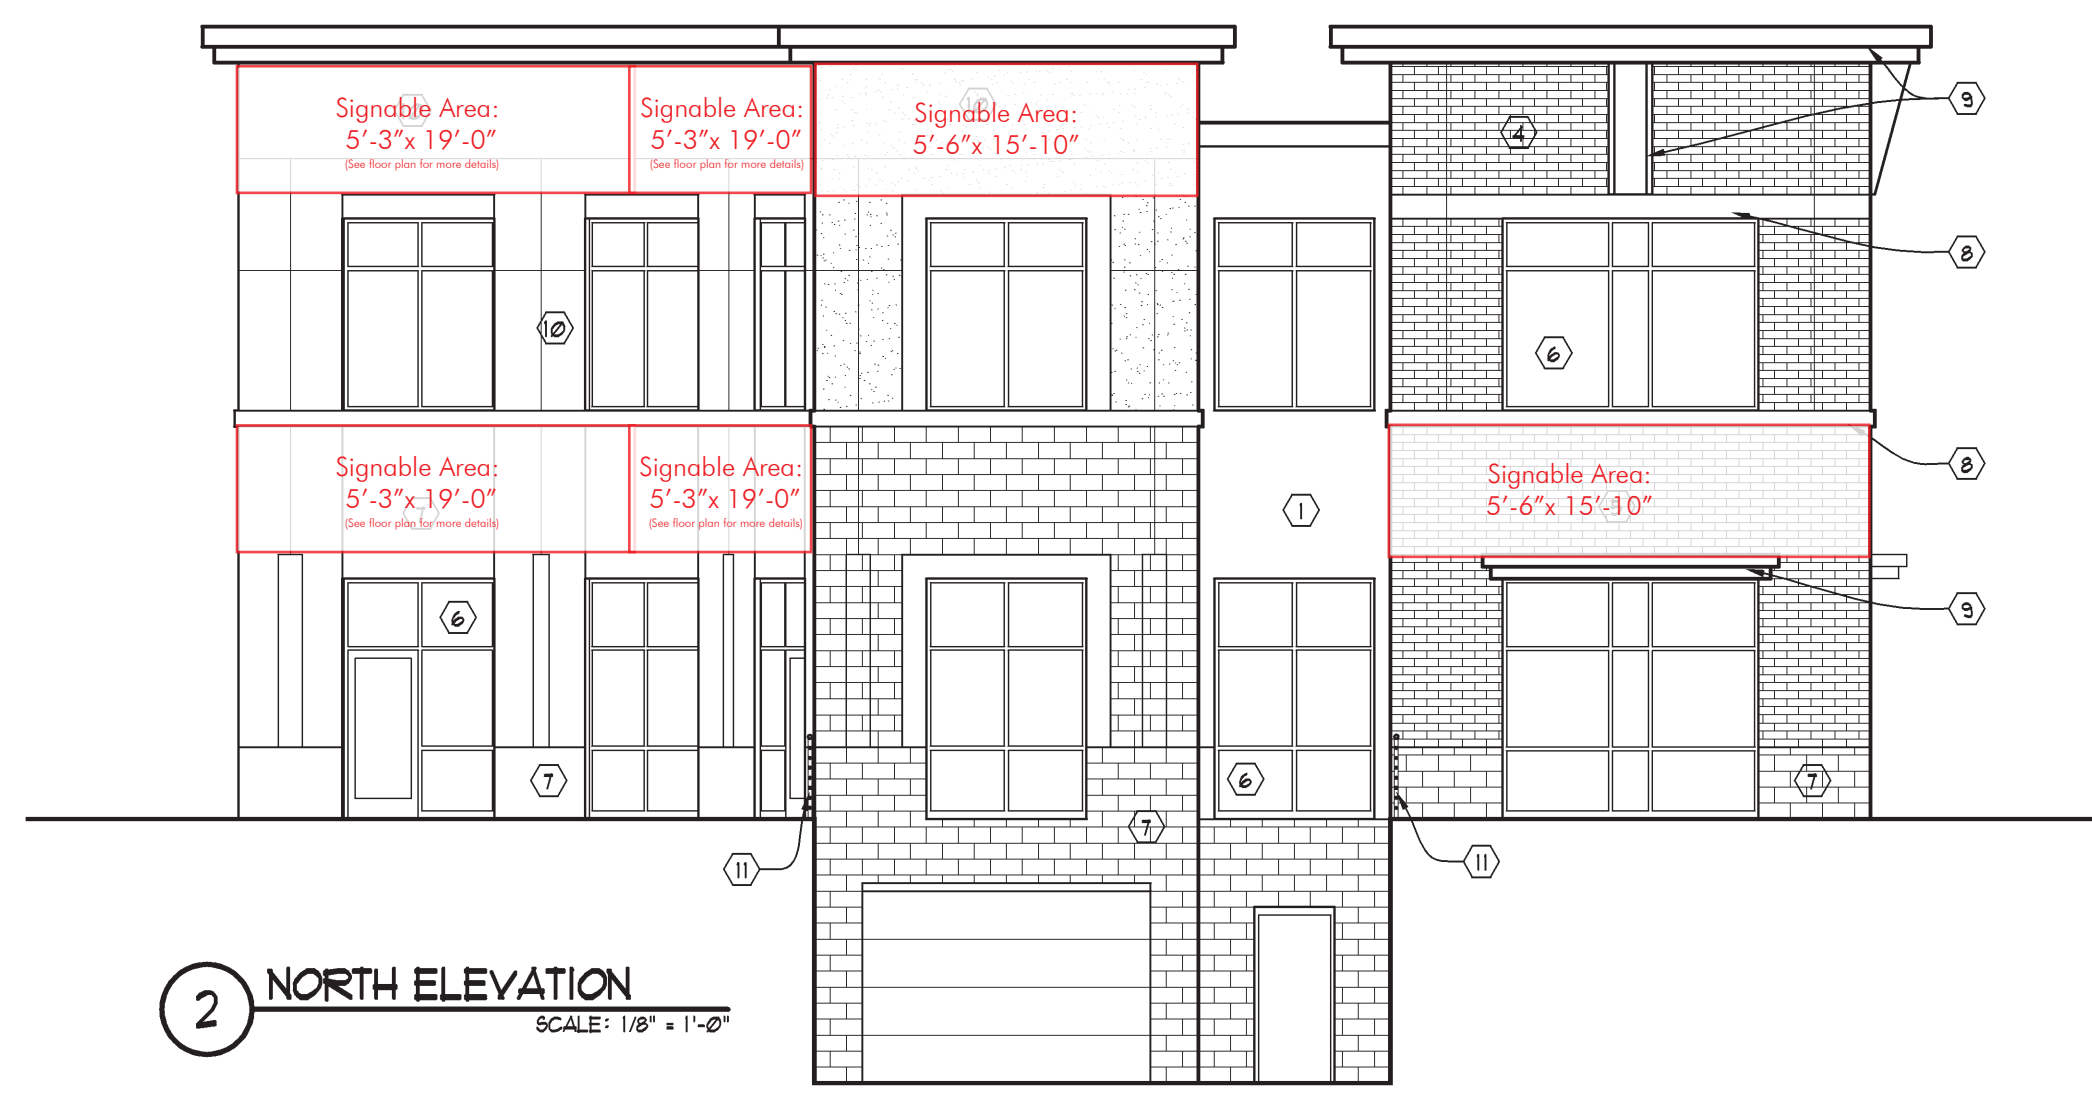 Signable Area:
5'-3"x 19'-0"
(See floor plan for more details)
Signable Area:
5'-3"x 19'-0"
(See floor plan for more details)
10
Signable Area:
5'-6"x 15'-10"
4
9
8
10
6
Signable Area:
5'-3"x 19'-0"
(See floor plan for more details)
7
Signable Area:
5'-3"x 19'-0"
(See floor plan for more details)
1
Signable Area:
5'-6"x 15'-10"
8
6
9
7
6
7
7
11
11
2
NORTH ELEVATION
SCALE: 1/8" = 1'-0"